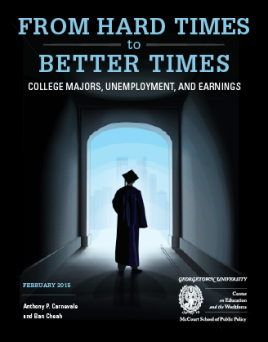 FROM HARD TIMES
to
BETTER TIMES
COLLEGE MAJORS, UNEMPLOYMENT, AND EARNINGS
FEBRUARY 2015
Anthony P. Carnevale
and Ban Cheah
GEORGETOWN UNIVERSITY
Center
on Education
and the Workforce
McCourt School of Public Policy